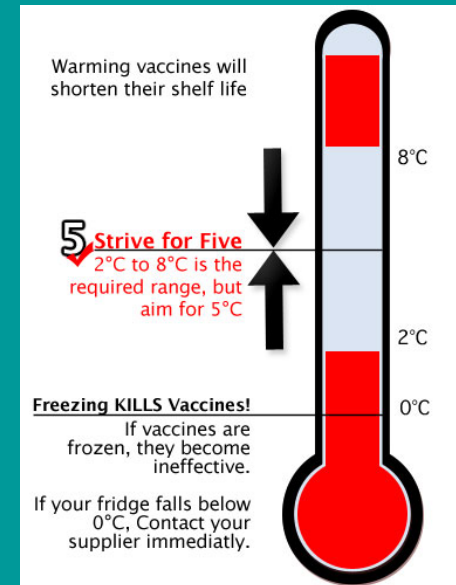 Warming vaccines will
shorten their shelf life
8°C
5 Strive for Five
2°C to 8°C is the
required range, but
aim for 5°C
2°C
Freezing KILLS Vaccines!
0°C
If vaccines are
frozen, they become
ineffective.
If your fridge falls below
0°C, Contact your
supplier immediatly.